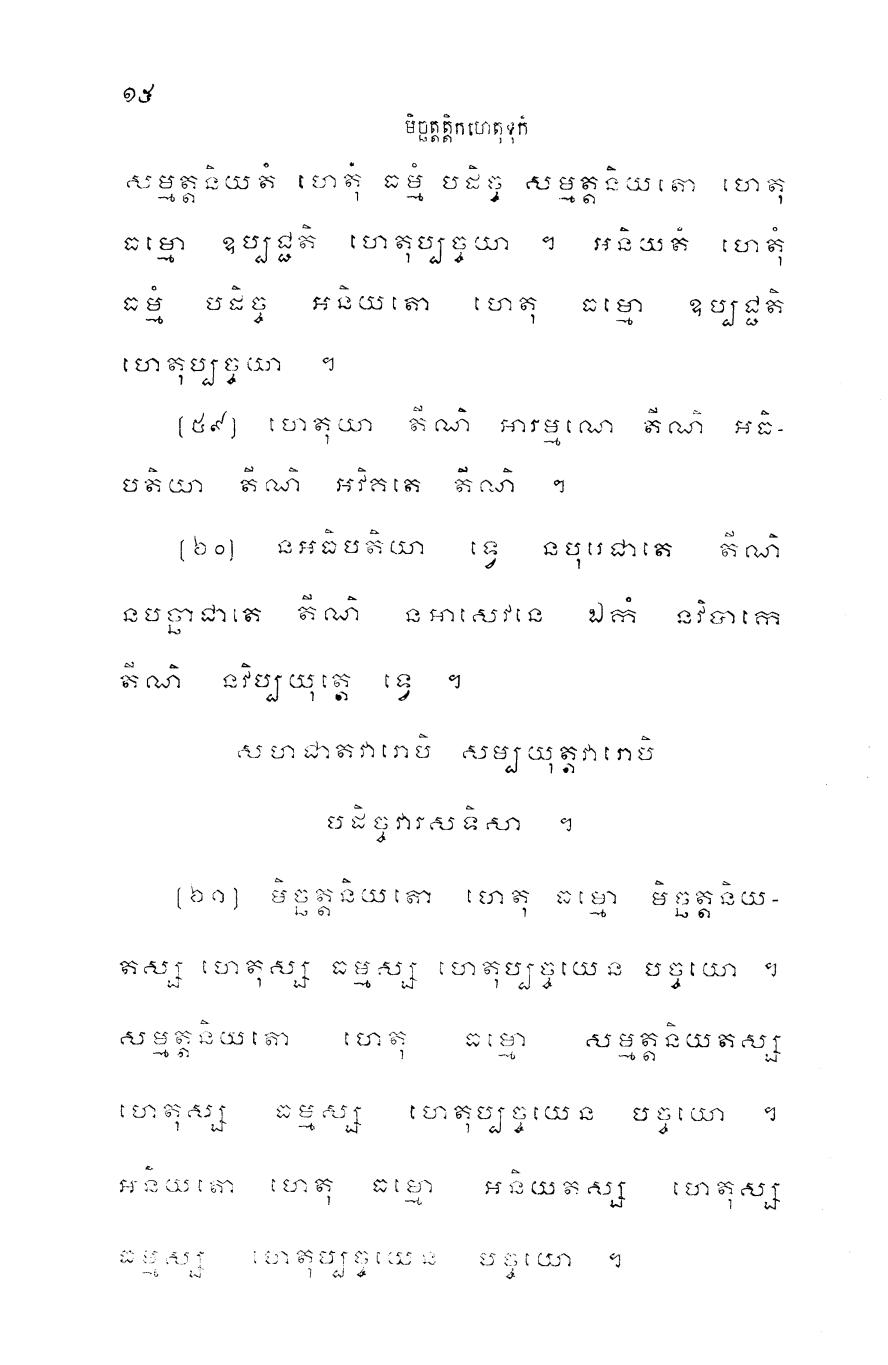 ១៥
មិច្ឆត្តត្តិកហេតុទុកំ
សម្មត្តនិយតំ ហេតុំ ធម្មំ បដិច្ច សម្មត្តនិយតោ ហេតុ
ធម្មោ ឧប្បជ្ជតិ ហេតុប្បច្ចយា ។ អនិយតំ ហេតុំ
ធម្មំ បដិច្ច អនិយតោ ហេតុ ធម្មោ ឧប្បជ្ជតិ
ហេតុប្បច្ចយា ។
(៥៩) ហេតុយា តីណិ អារម្មណេ តីណិ អធិ-
បតិយា តីណិ អវិគតេ តីណិ ។
(៦០) នអធិបតិយា ទ្វេ នបុរេជាតេ តីណិ
នបច្ឆាជាតេ តីណិ នអាសេវនេ ឯកំ នវិបាកេ
តីណិ នវិប្បយុត្តេ ទ្វេ ។
សហជាតវារោបិ សម្បយុត្តវារោបិ
បដិច្ចវារសទិសា ។
(៦១) មិច្ឆត្តនិយតោ ហេតុ ធម្មោ មិច្ឆត្តនិយ-
តស្ស ហេតុស្ស ធម្មស្ស ហេតុប្បច្ចយេន បច្ចយោ ។
សម្មត្តនិយតោ ហេតុ ធម្មោ សម្មត្តនិយតស្ស
ហេតុស្ស ធម្មស្ស ហេតុប្បច្ចយេន បច្ចយោ ។
អនិយតោ ហេតុ ធម្មោ អនិយតស្ស ហេតុស្ស
ធម្មស្ស ហេតុប្បច្ចយេន បច្ចយោ ។